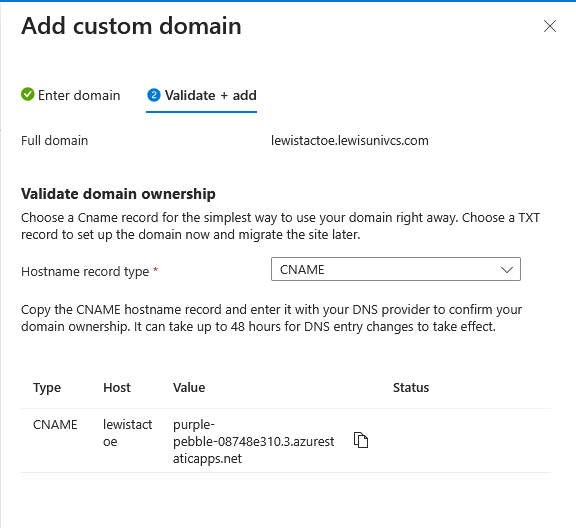 Add custom domain
Enter domain
2 Validate + add
Full domain lewistactoe.lewisunivcs.com
Validate domain ownership
Choose a Cname record for the simplest way to use your domain right away. Choose a TXT
record to set up the domain now and migrate the site later.
Hostname record type * CNAME
Copy the CNAME hostname record and enter it with your DNS provider to confirm your
domain ownership. It can take up to 48 hours for DNS entry changes to take effect.
Type Host Value Status
CNAME lewistact purple-
oe pebble-08748e310.3.azurest
aticapps.net